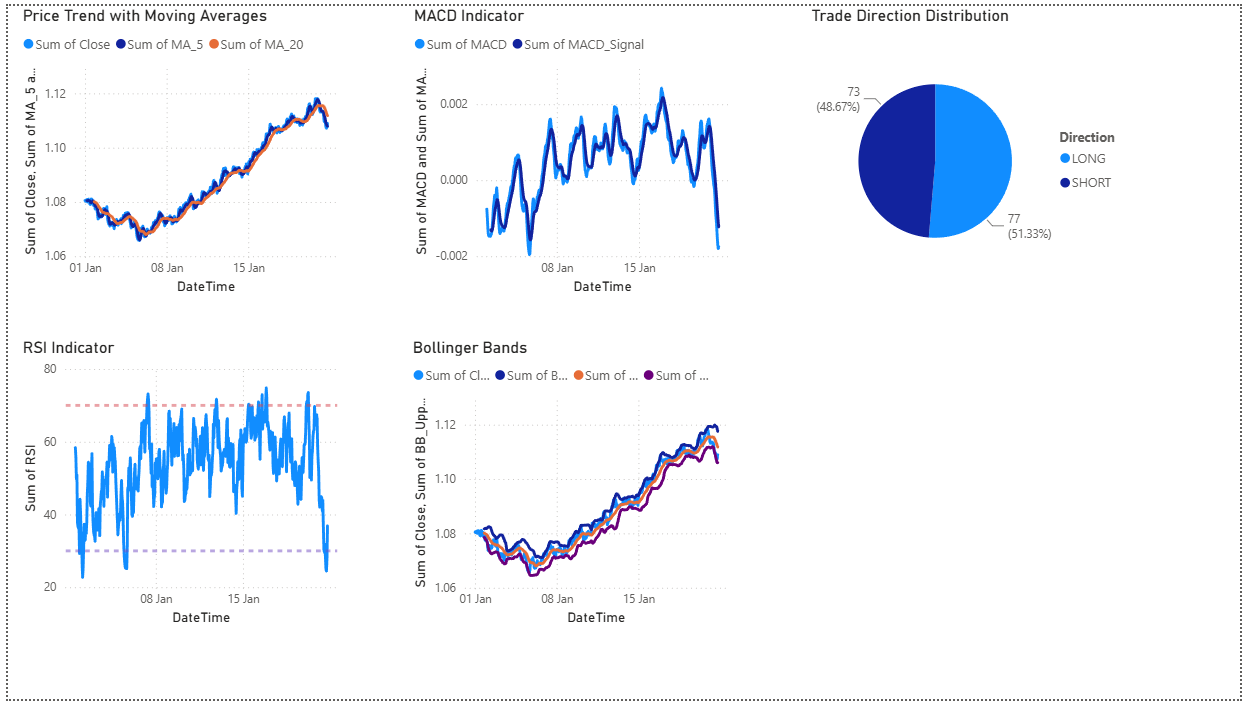 Price Trend with Moving Averages
Sum of Close Sum of MA_5 Sum of MA_20
Sum of Close, Sum of MA_5 a...
1.12
1.10
1.08
1.06
01 Jan 08 Jan 15 Jan
DateTime
MACD Indicator
Sum of MACD Sum of MACD_Signal
Sum of MACD and Sum of MA...
0.002
0.000
-0.002
08 Jan 15 Jan
DateTime
Trade Direction Distribution
73
(48.67%)
77
(51.33%)
Direction
LONG
SHORT
RSI Indicator
Sum of RSI
80
60
40
20
08 Jan 15 Jan
DateTime
Bollinger Bands
Sum of Cl... Sum of B... Sum of ... Sum of ...
Sum of Close, Sum of BB_Upp...
1.12
1.10
1.08
1.06
01 Jan 08 Jan 15 Jan
DateTime